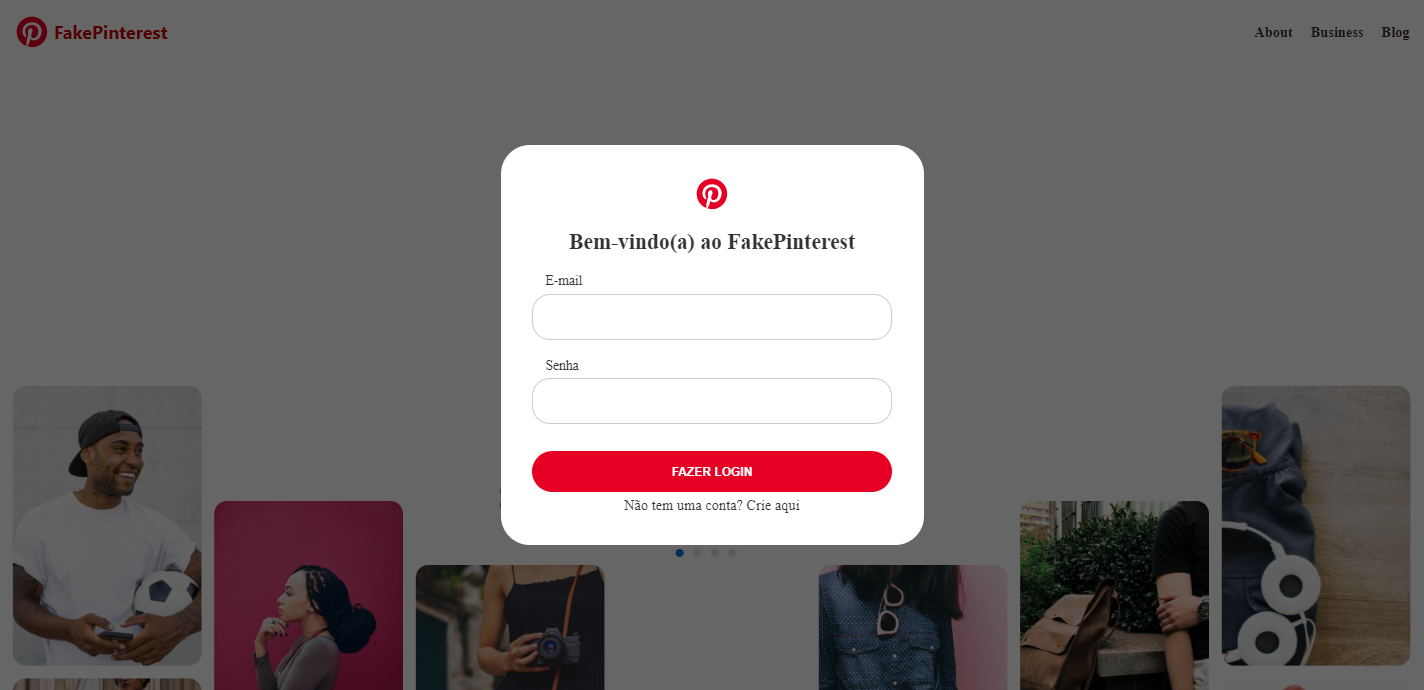 FakePinterest
About Business Blog
Bem-vindo(a) ao FakePinterest
E-mail
Senha
FAZER LOGIN
Não tem uma conta? Crie aqui